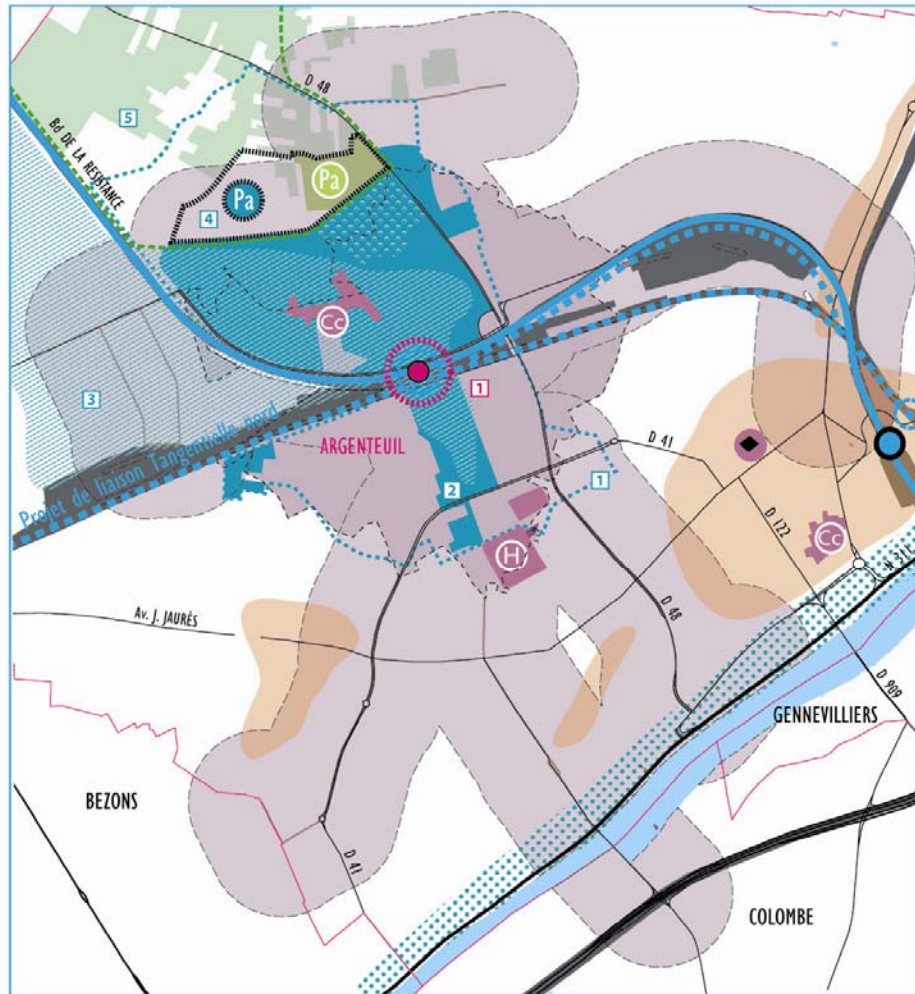 D 48
5
Bd DE LA RESISTANCE
Pa
Pa
4
Cc
3
1
ARGENTEUIL
Projet de liaison Tangentielle nord
D 41
2
1
D 122
Cc
H
Av. J. JAURÈS
D 48
D 909
GENNEVILLIERS
BEZONS
D 41
COLOMBE